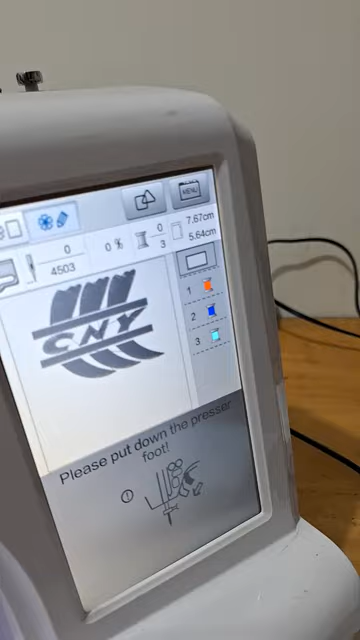 MENU
0
4503
0 %
0
3
7.67cm
5.64cm
1
2
3
CNY
Please put down the presser
foot!